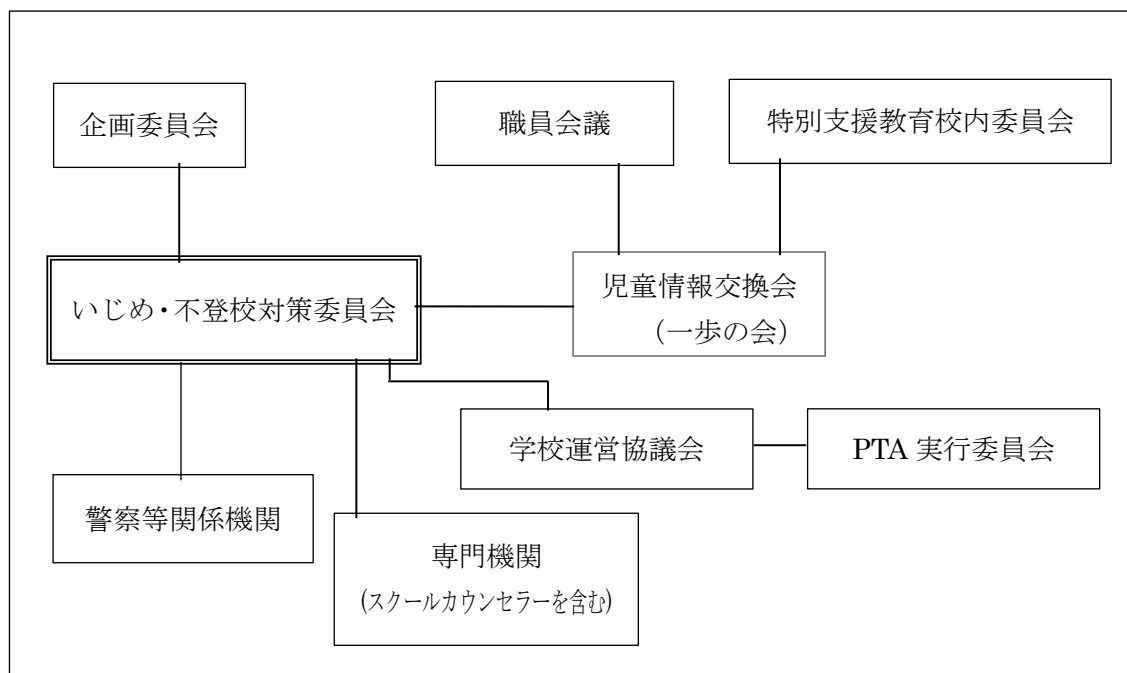 企画委員会
職員会議
特別支援教育校内委員会
いじめ・不登校対策委員会
児童情報交換会
（一歩の会）
学校運営協議会
PTA 実行委員会
警察等関係機関
専門機関
(スクールカウンセラーを含む)